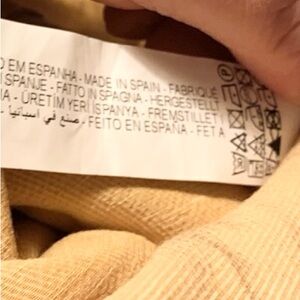 EM ESPANHA - MADE IN SPAIN - FABRIQUÉ
SPANJE - FATTO IN SPAGNA - HERGESTELLT
- ÜRETİM YERİ İSPANYA - FREMSTILLET I
صنع في اسبانيا - FEITO EN ESPAÑA - FET A